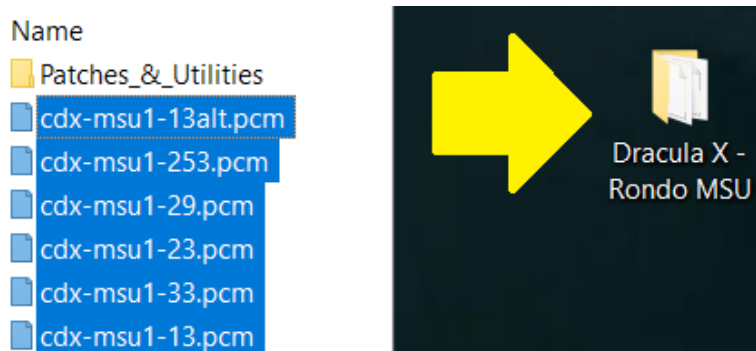 Name
Patches_&_Utilities
cdx-msu1-13alt.pcm
cdx-msu1-253.pcm
cdx-msu1-29.pcm
cdx-msu1-23.pcm
cdx-msu1-33.pcm
cdx-msu1-13.pcm
Dracula X -
Rondo MSU